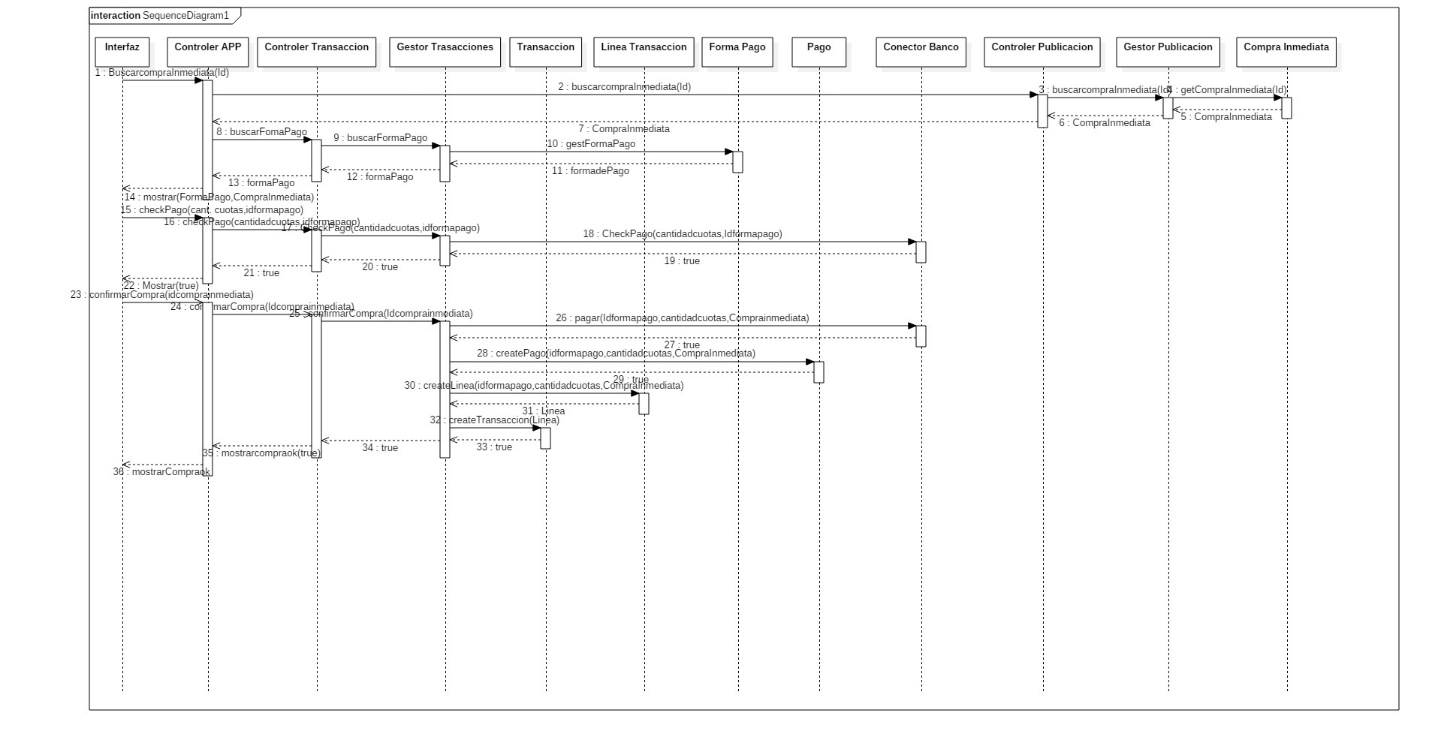 interaction SequenceDiagram1
Interfaz
Controler APP
Controler Transaccion
Gestor Trasacciones
Transaccion
Linea Transaccion
Forma Pago
Pago
Conector Banco
Controler Publicacion
Gestor Publicacion
Compra Inmediata
1 : BuscarcompraInmediata(Id)
2 : buscarcompraInmediata(Id)
3 : buscarcompraInmediata(Id)
4 : getCompraInmediata(Id)
5 : CompraInmediata
6 : CompraInmediata
7 : CompraInmediata
8 : buscarFomaPago
9 : buscarFormaPago
10 : gestFormaPago
11 : formadePago
12 : formaPago
13 : formaPago
14 : mostrar(FormaPago,CompraInmediata)
15 : checkPago(cant. cuotas,idformapago)
16 : checkPago(cantidadcuotas,idformapago)
17 : CheckPago(cantidadcuotas,idformapago)
18 : CheckPago(cantidadcuotas,Idformapago)
19 : true
20 : true
21 : true
22 : Mostrar(true)
23 : confirmarCompra(idcomprainmediata)
24 : confirmarCompra(Idcomprainmediata)
25 : confirmarCompra(Idcomprainmediata)
26 : pagar(Idformapago,cantidadcuotas,Comprainmediata)
27 : true
28 : createPago(idformapago,cantidadcuotas,CompraInmediata)
29 : true
30 : createLinea(idformapago,cantidadcuotas,CompraInmediata)
31 : Linea
32 : createTransaccion(Linea)
33 : true
34 : true
35 : mostrarcompraok(true)
36 : mostrarCompraok